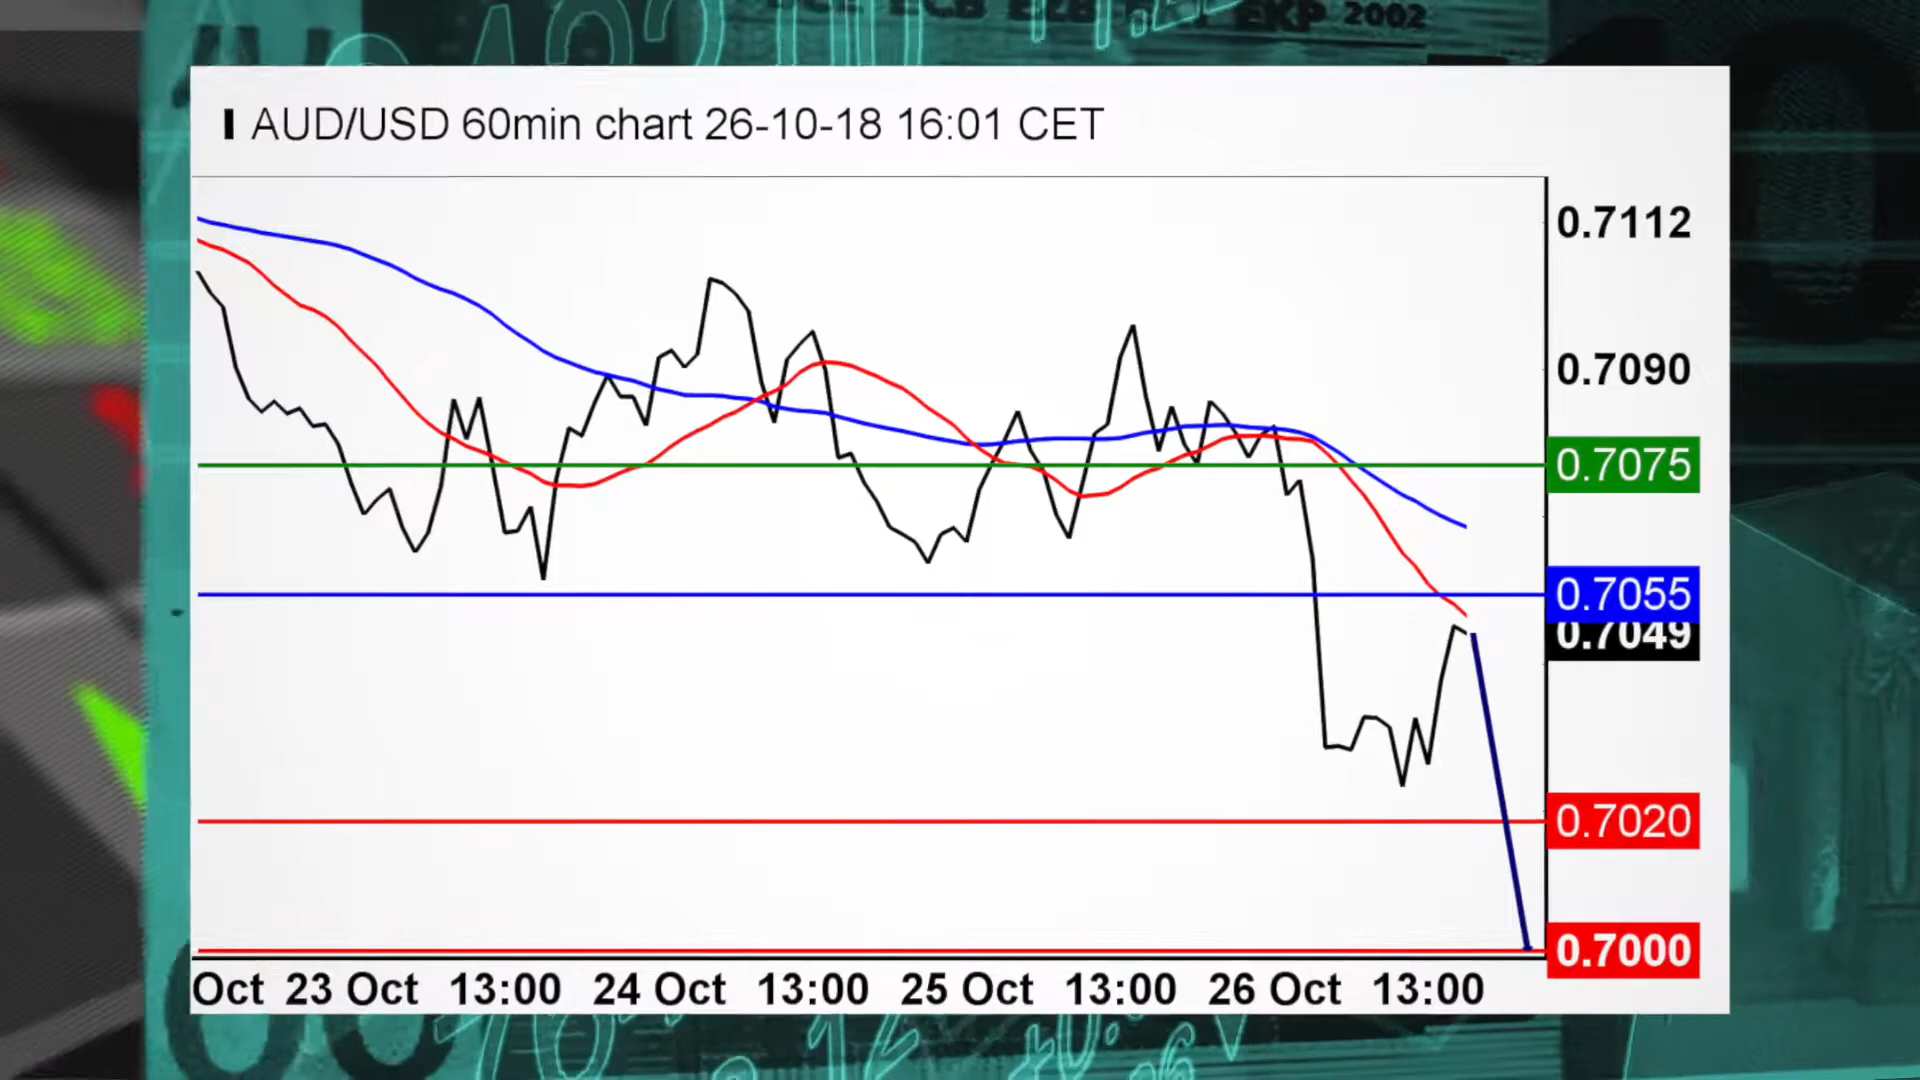 EKP 2002
AUD/USD 60min chart 26-10-18 16:01 CET
0.7112
0.7090
0.7075
0.7055
0.7049
0.7020
0.7000
Oct 23 Oct 13:00 24 Oct 13:00 25 Oct 13:00 26 Oct 13:00